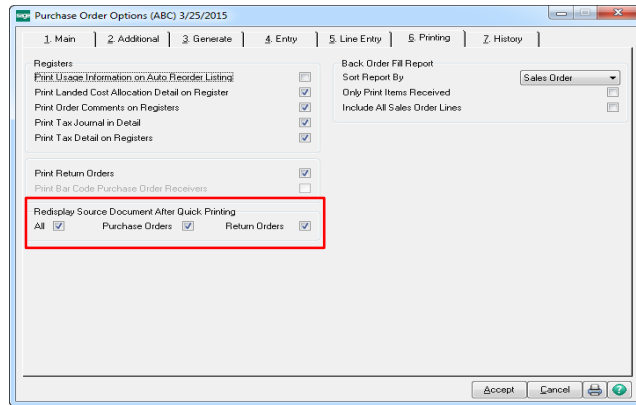 sage Purchase Order Options (ABC) 3/25/2015
1. Main 2. Additional 3. Generate 4. Entry 5. Line Entry 6. Printing 7. History
Registers
Print Usage Information on Auto Reorder Listing
Print Landed Cost Allocation Detail on Register
Print Order Comments on Registers
Print Tax Journal in Detail
Print Tax Detail on Registers
Print Return Orders
Print Bar Code Purchase Order Receivers
Redisplay Source Document After Quick Printing
All Purchase Orders Return Orders
Back Order Fill Report
Sort Report By Sales Order
Only Print Items Received
Include All Sales Order Lines
Accept Cancel